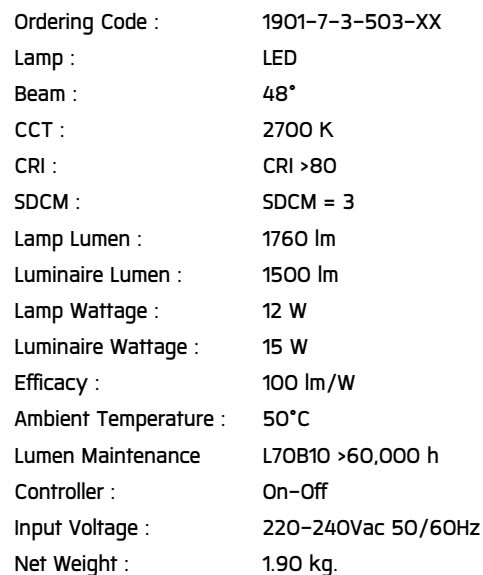 Ordering Code : 1901-7-3-503-XX
Lamp : LED
Beam : 48°
CCT : 2700 K
CRI : CRI >80
SDCM : SDCM = 3
Lamp Lumen : 1760 lm
Luminaire Lumen : 1500 lm
Lamp Wattage : 12 W
Luminaire Wattage : 15 W
Efficacy : 100 lm/W
Ambient Temperature : 50°C
Lumen Maintenance L70B10 >60,000 h
Controller : On-Off
Input Voltage : 220-240Vac 50/60Hz
Net Weight : 1.90 kg.